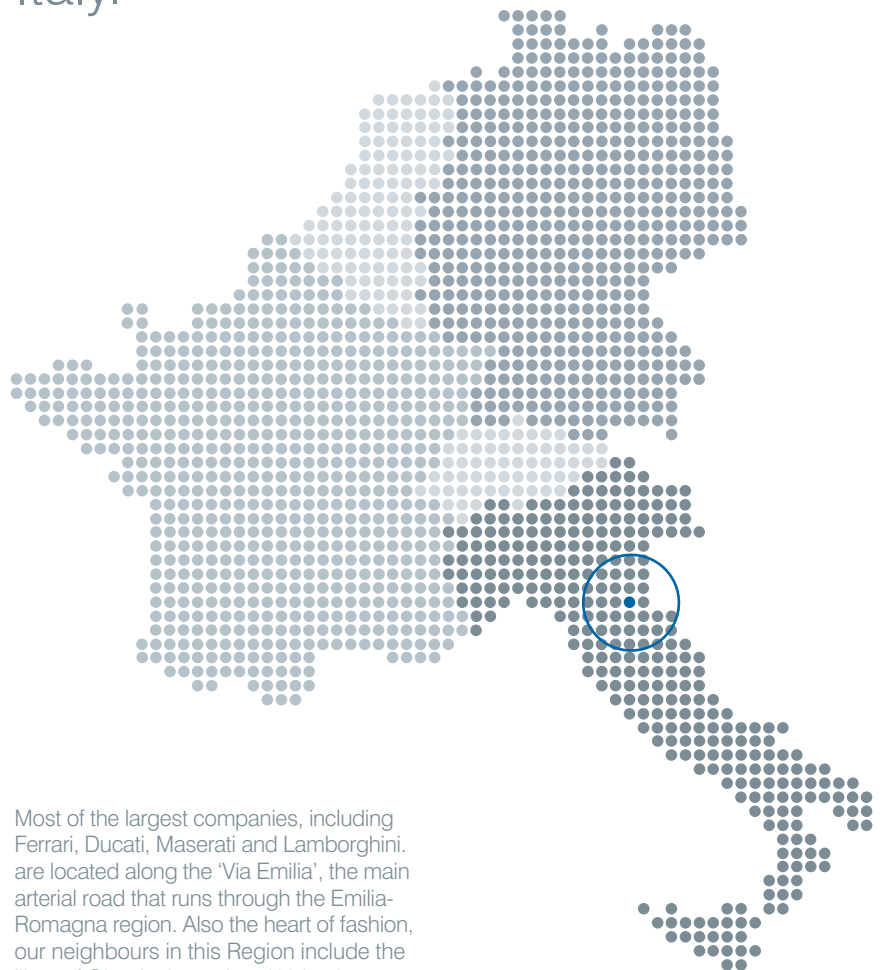 Italy.
Most of the largest companies, including
Ferrari, Ducati, Maserati and Lamborghini.
are located along the ‘Via Emilia’, the main
arterial road that runs through the Emilia-
Romagna region. Also the heart of fashion,
our neighbours in this Region include the